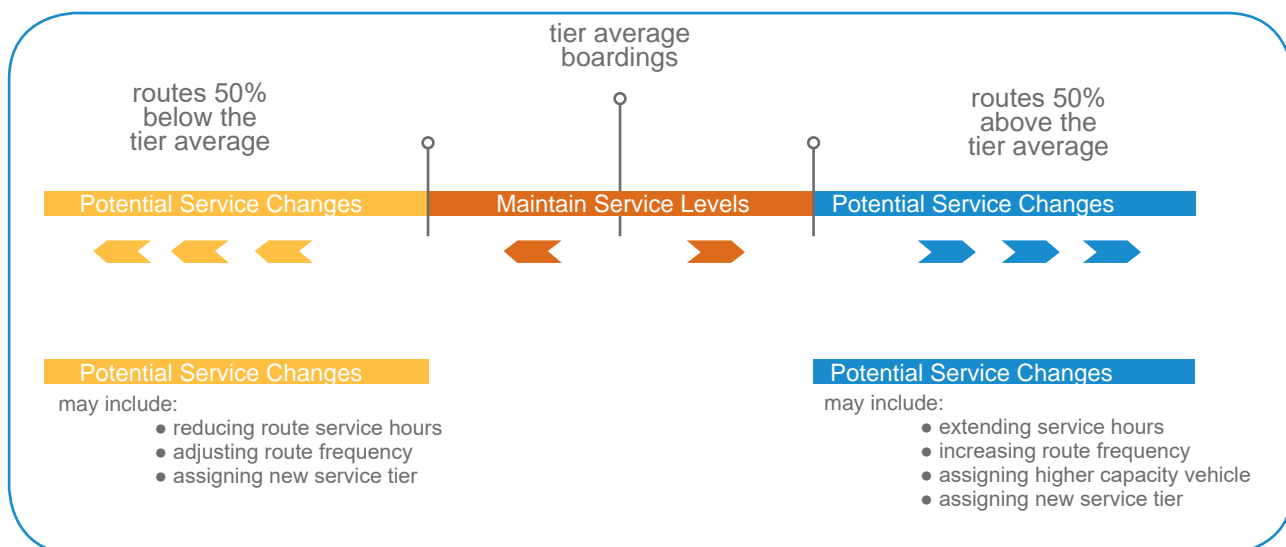 tier average
boardings
routes 50%
below the
tier average
routes 50%
above the
tier average
Potential Service Changes
Maintain Service Levels
Potential Service Changes
Potential Service Changes
may include:
● reducing route service hours
● adjusting route frequency
● assigning new service tier
Potential Service Changes
may include:
● extending service hours
● increasing route frequency
● assigning higher capacity vehicle
● assigning new service tier